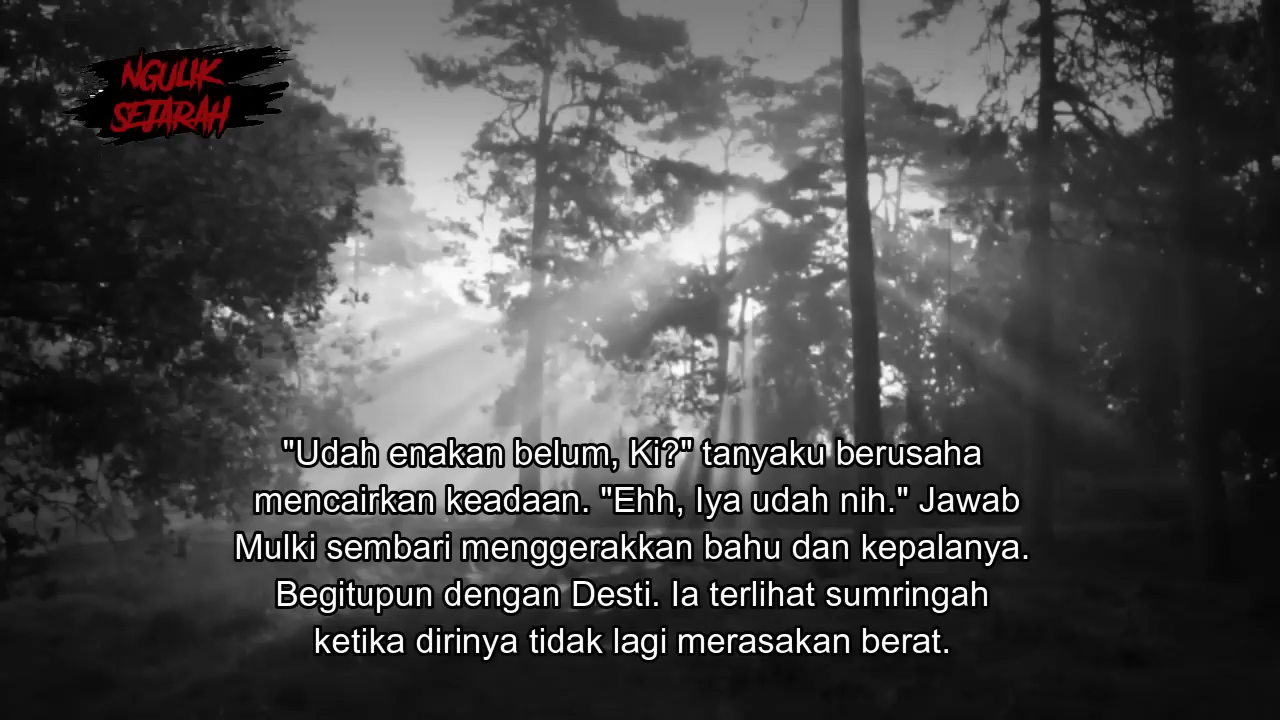 NGULIK
SEJARAH
"Udah enakan belum, Ki?" tanyaku berusaha
mencairkan keadaan. "Ehh, Iya udah nih." Jawab
Mulki sembari menggerakkan bahu dan kepalanya.
Begitupun dengan Desti. Ia terlihat sumringah
ketika dirinya tidak lagi merasakan berat.